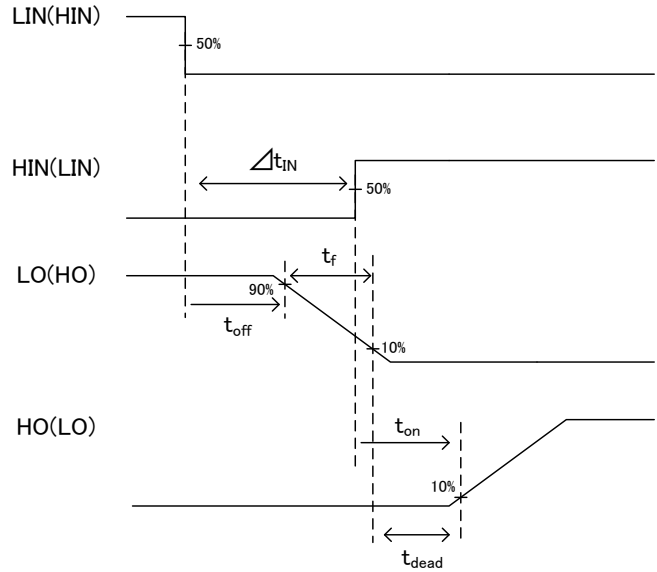 LIN(HIN)
50%
⊿tIN
HIN(LIN)
50%
LO(HO)
tf
90%
toff
10%
HO(LO)
ton
10%
tdead